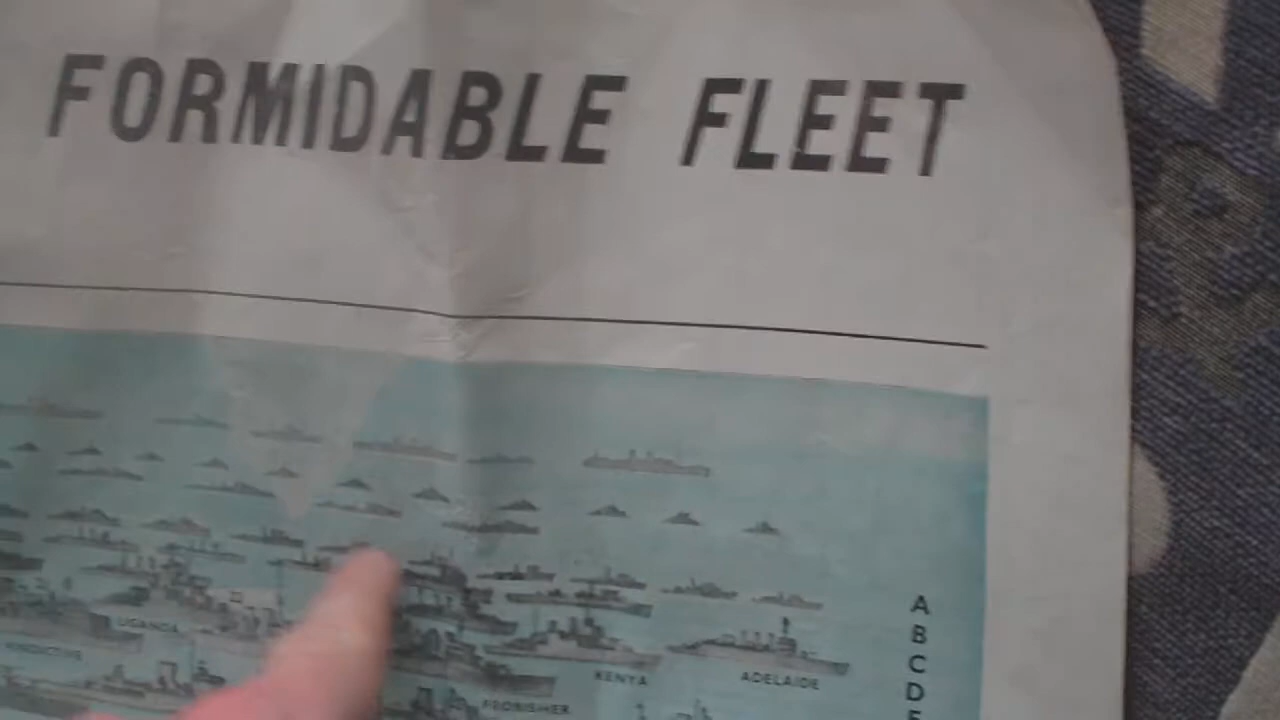 FORMIDABLE FLEET
A
UGANDA
B
C
KENYA
ADELAIDE
D
FROBISHER